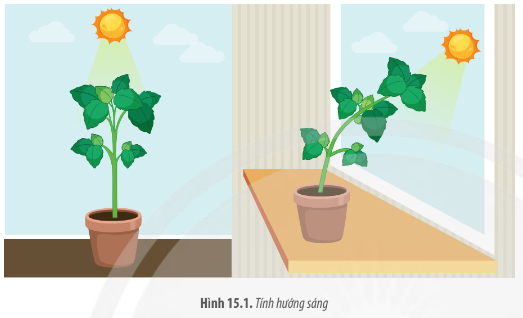 Hình 15.1. Tính hướng sáng